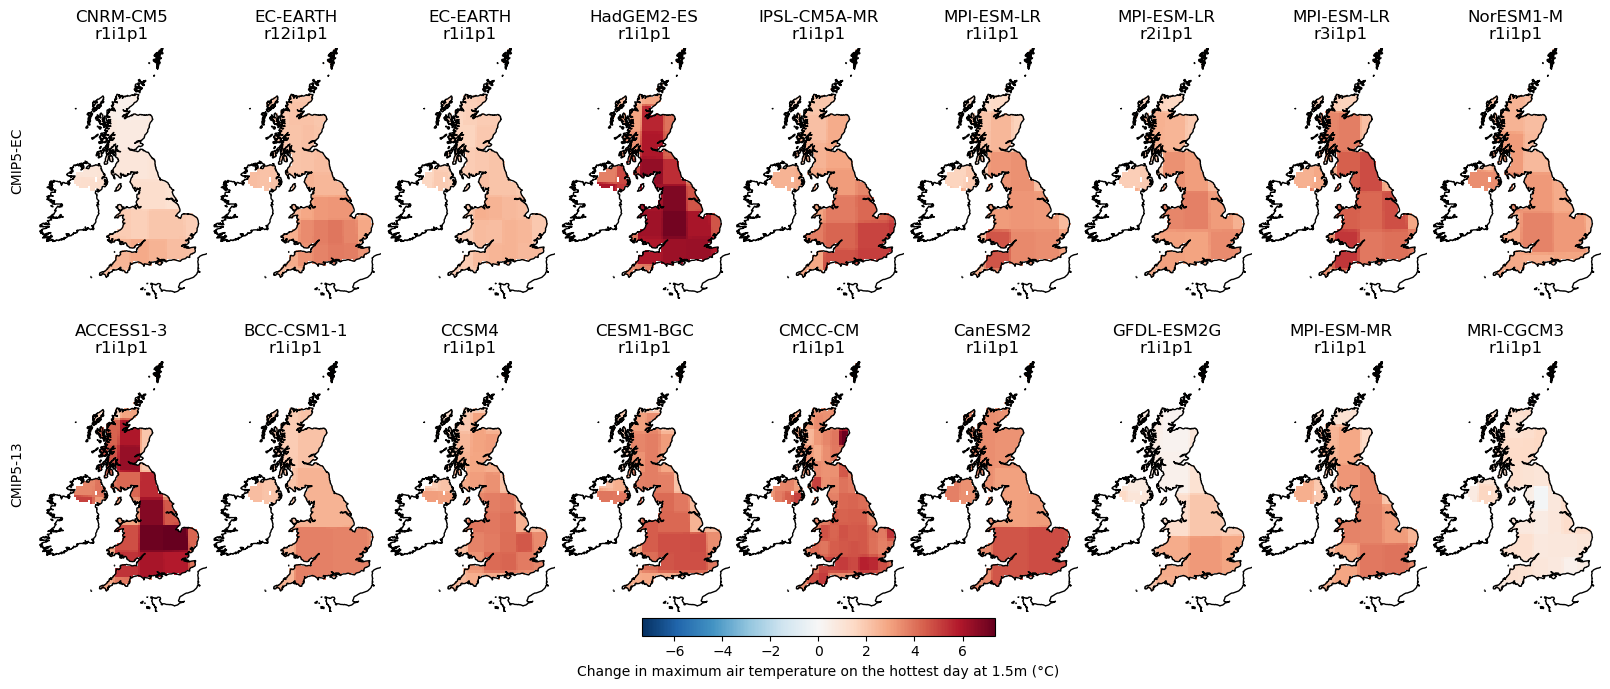 CNRM-CM5
r1i1p1
EC-EARTH
r12i1p1
EC-EARTH
r1i1p1
HadGEM2-ES
r1i1p1
IPSL-CM5A-MR
r1i1p1
MPI-ESM-LR
r1i1p1
MPI-ESM-LR
r2i1p1
MPI-ESM-LR
r3i1p1
NorESM1-M
r1i1p1
CMIP5-EC
ACCESS1-3
r1i1p1
BCC-CSM1-1
r1i1p1
CCSM4
r1i1p1
CESM1-BGC
r1i1p1
CMCC-CM
r1i1p1
CanESM2
r1i1p1
GFDL-ESM2G
r1i1p1
MPI-ESM-MR
r1i1p1
MRI-CGCM3
r1i1p1
CMIP5-13
−6 −4 −2 0 2 4 6
Change in maximum air temperature on the hottest day at 1.5m (°C)